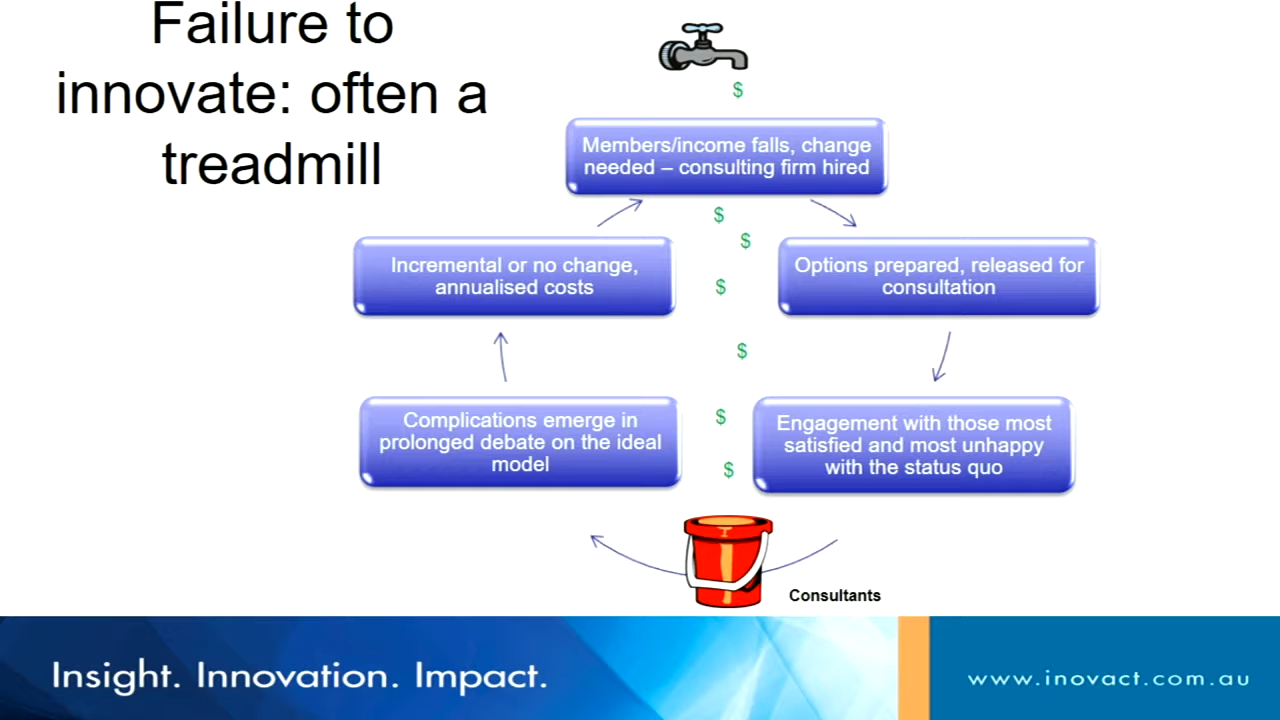 Failure to
innovate: often a
treadmill
$
Members/income falls, change
needed – consulting firm hired
$
$
Incremental or no change,
annualised costs
$
Options prepared, released for
consultation
$
Complications emerge in
prolonged debate on the ideal
model
$
$
Engagement with those most
satisfied and most unhappy
with the status quo
Consultants
Insight. Innovation. Impact.
www.inovact.com.au